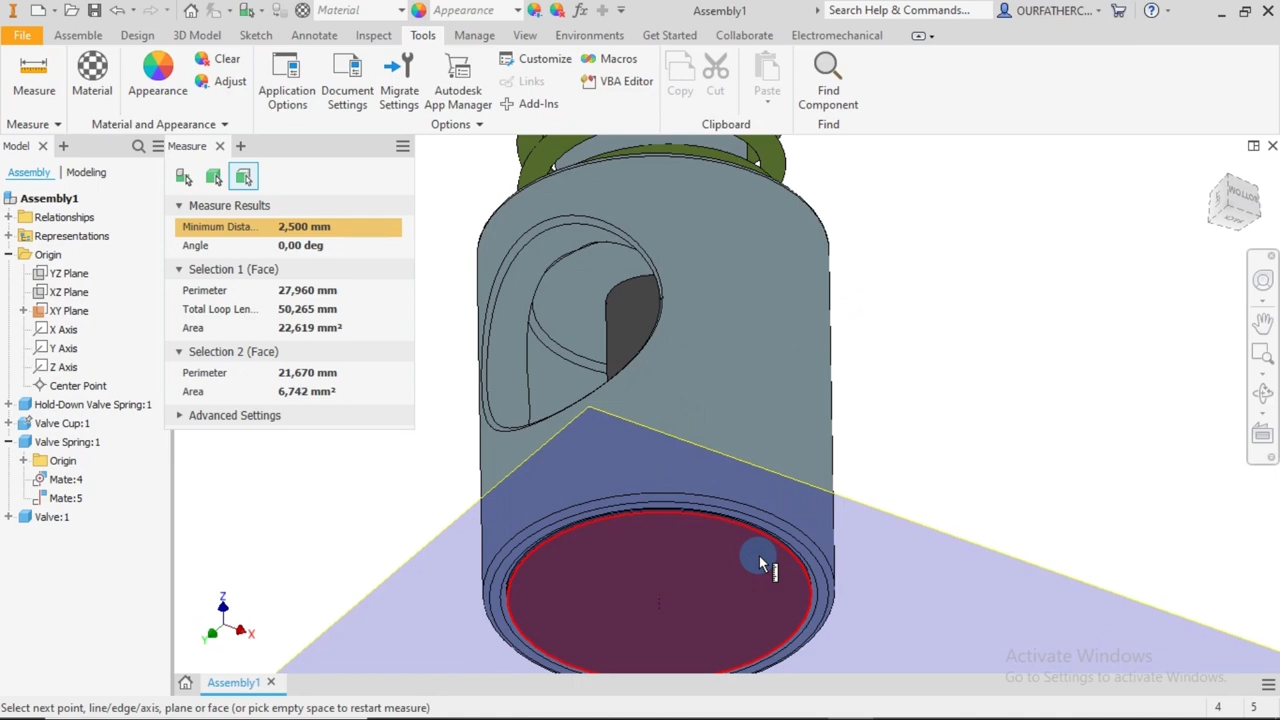 Material
Appearance
Assembly1
Search Help & Commands...
OURFATHERC...
File
Assemble
Design
3D Model
Sketch
Annotate
Inspect
Tools
Manage
View
Environments
Get Started
Collaborate
Electromechanical
Measure
Material
Appearance
Clear
Adjust
Application Options
Document Settings
Migrate Settings
Autodesk App Manager
Customize
Links
Add-Ins
Macros
VBA Editor
Copy
Cut
Paste
Find Component
Measure
Material and Appearance
Options
Clipboard
Find
Model
Assembly
Modeling
Assembly1
Relationships
Representations
Origin
YZ Plane
XZ Plane
XY Plane
X Axis
Y Axis
Z Axis
Center Point
Hold-Down Valve Spring:1
Valve Cup:1
Valve Spring:1
Origin
Mate:4
Mate:5
Valve:1
Measure
Measure Results
Minimum Dista... 2,500 mm
Angle 0,00 deg
Selection 1 (Face)
Perimeter 27,960 mm
Total Loop Len... 50,265 mm
Area 22,619 mm²
Selection 2 (Face)
Perimeter 21,670 mm
Area 6,742 mm²
Advanced Settings
BOTTOM
Z
Y
X
Activate Windows
Go to Settings to activate Windows.
Assembly1
Select next point, line/edge/axis, plane or face (or pick empty space to restart measure)
4 5